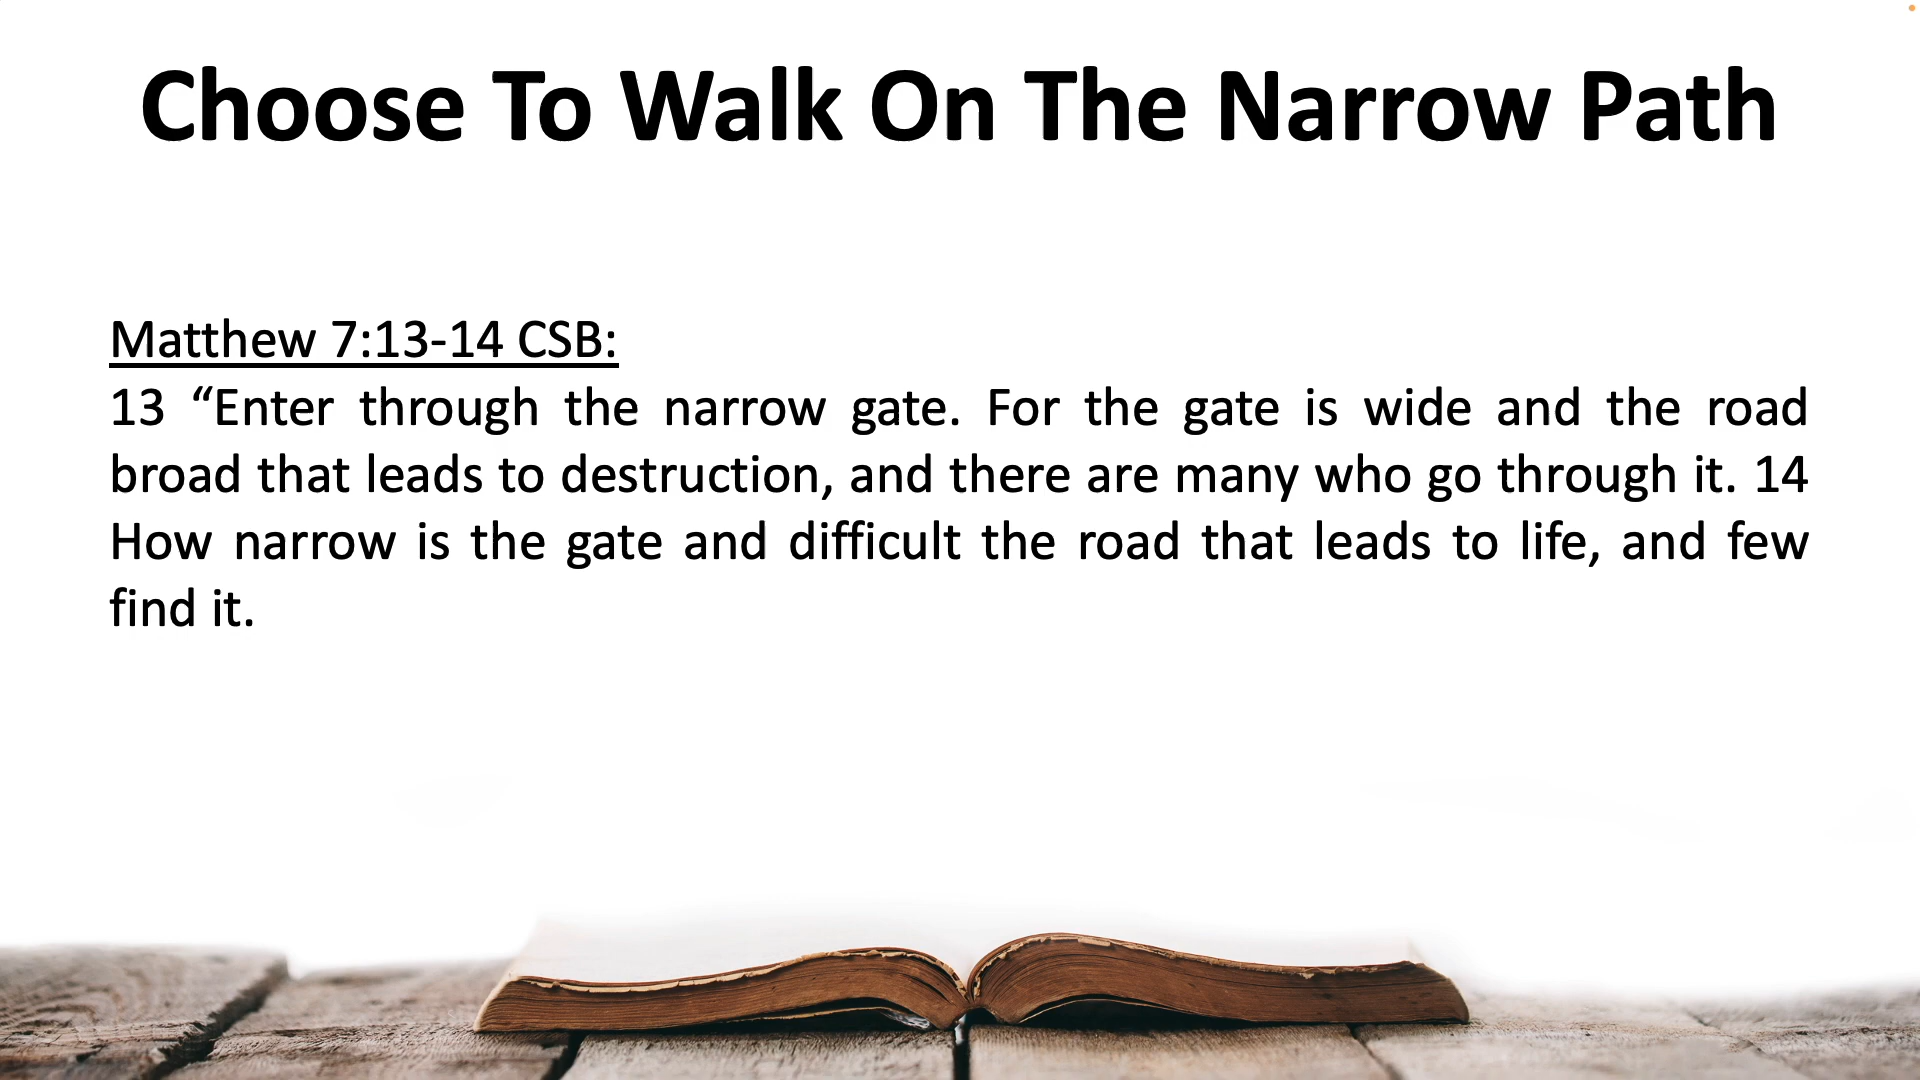 Choose To Walk On The Narrow Path
Matthew 7:13-14 CSB:
13 “Enter through the narrow gate. For the gate is wide and the road
broad that leads to destruction, and there are many who go through it. 14
How narrow is the gate and difficult the road that leads to life, and few
find it.